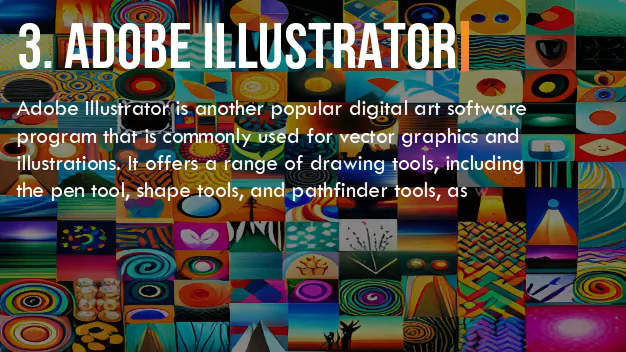 3. ADOBE ILLUSTRATOR
Adobe Illustrator is another popular digital art software
program that is commonly used for vector graphics and
illustrations. It offers a range of drawing tools, including
the pen tool, shape tools, and pathfinder tools, as